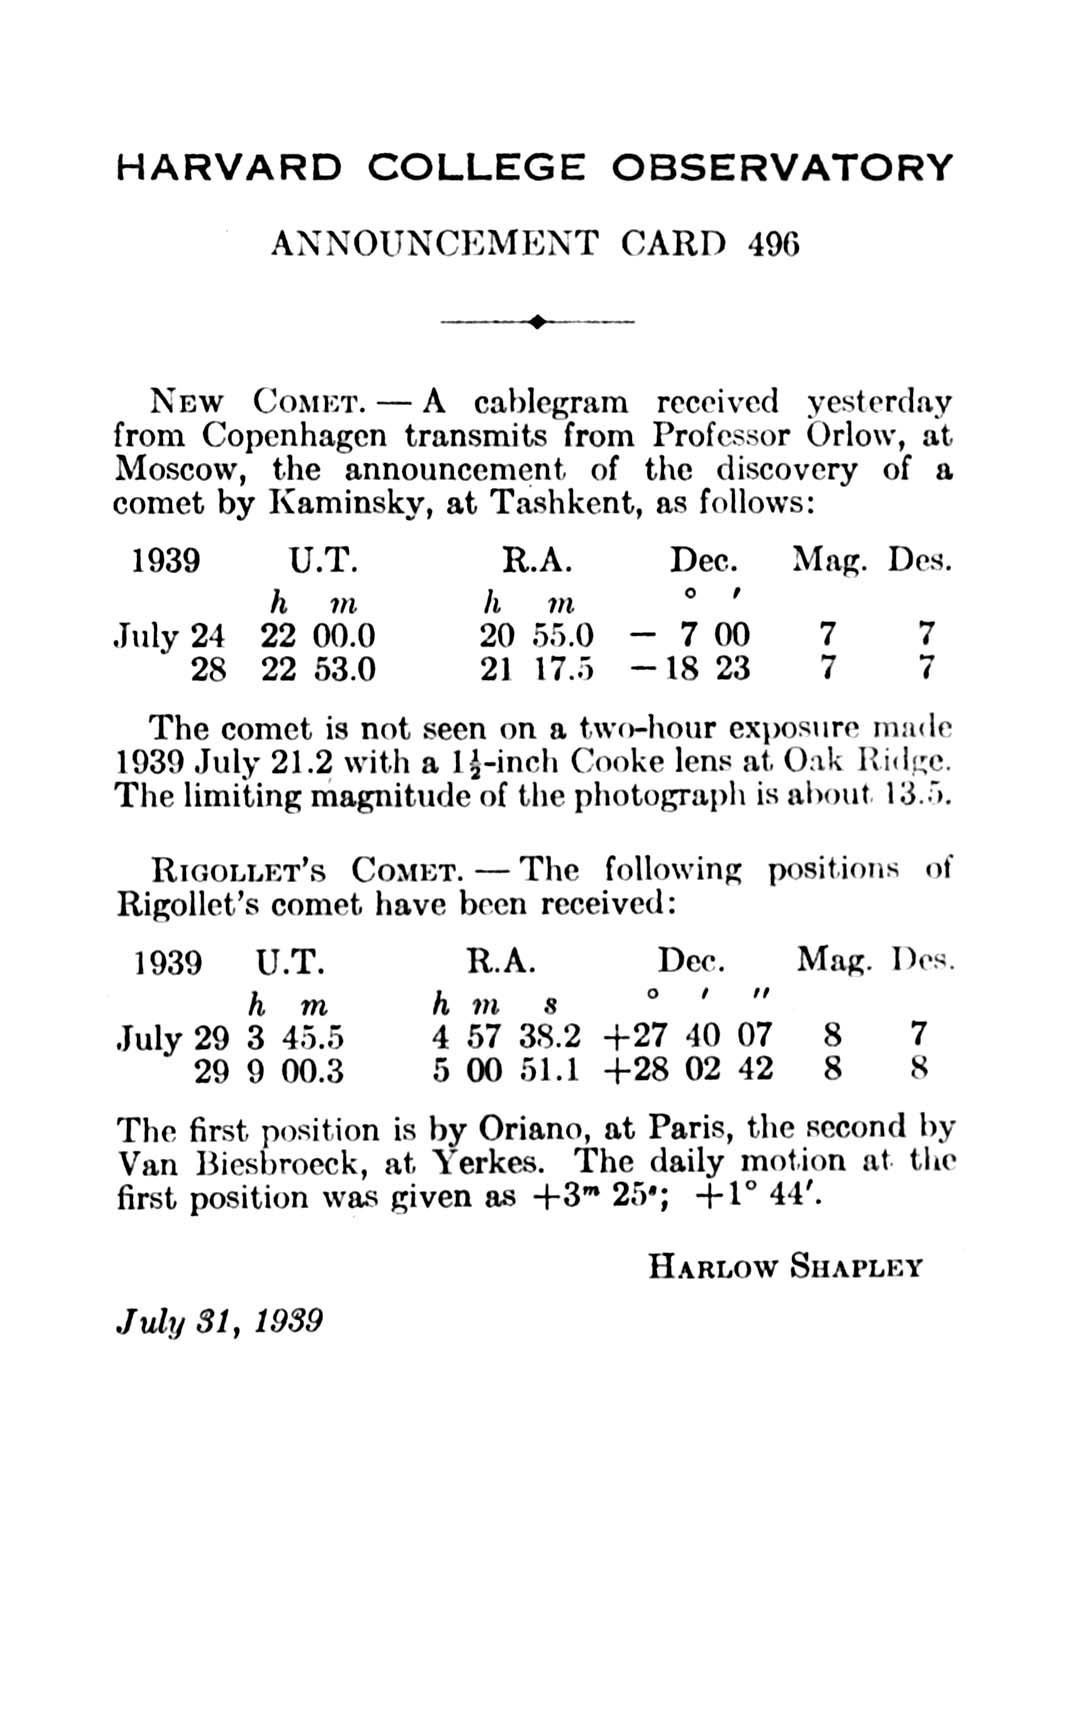 HARVARD COLLEGE OBSERVATORY
ANNOUNCEMENT CARD 496
NEW COMET. — A cablegram received yesterday
from Copenhagen transmits from Professor Orlow, at
Moscow, the announcement of the discovery of a
comet by Kaminsky, at Tashkent, as follows:
1939 U.T. R.A. Dec. Mag. Des.
h m h m ° ′
July 24 22 00.0 20 55.0 — 7 00 7 7
28 22 53.0 21 17.5 —18 23 7 7
The comet is not seen on a two-hour exposure made
1939 July 21.2 with a 1½-inch Cooke lens at Oak Ridge.
The limiting magnitude of the photograph is about 13.5.
RIGOLLET'S COMET. — The following positions of
Rigollet's comet have been received:
1939 U.T. R.A. Dec. Mag. Des.
h m h m s ° ′ ″
July 29 3 45.5 4 57 38.2 +27 40 07 8 7
29 9 00.3 5 00 51.1 +28 02 42 8 8
The first position is by Oriano, at Paris, the second by
Van Biesbroeck, at Yerkes. The daily motion at the
first position was given as +3ᵐ 25ˢ; +1° 44′.
HARLOW SHAPLEY
July 31, 1939